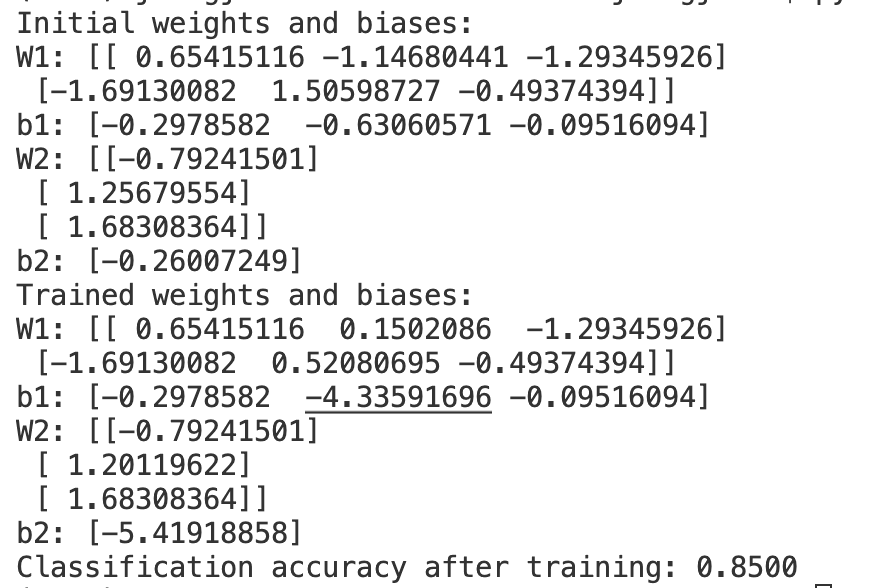 Initial weights and biases:
W1: [[ 0.65415116 -1.14680441 -1.29345926]
 [-1.69130082  1.50598727 -0.49374394]]
b1: [-0.2978582  -0.63060571 -0.09516094]
W2: [[-0.79241501]
 [ 1.25679554]
 [ 1.68308364]]
b2: [-0.26007249]
Trained weights and biases:
W1: [[ 0.65415116  0.1502086  -1.29345926]
 [-1.69130082  0.52080695 -0.49374394]]
b1: [-0.2978582  -4.33591696 -0.09516094]
W2: [[-0.79241501]
 [ 1.20119622]
 [ 1.68308364]]
b2: [-5.41918858]
Classification accuracy after training: 0.8500